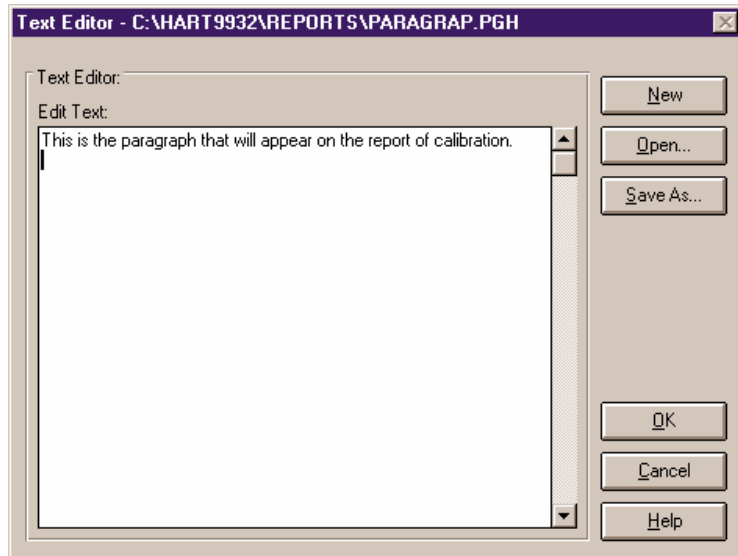 Text Editor - C:\HART9932\REPORTS\PARAGRAP.PGH
Text Editor:
Edit Text:
This is the paragraph that will appear on the report of calibration.
New
Open...
Save As...
OK
Cancel
Help